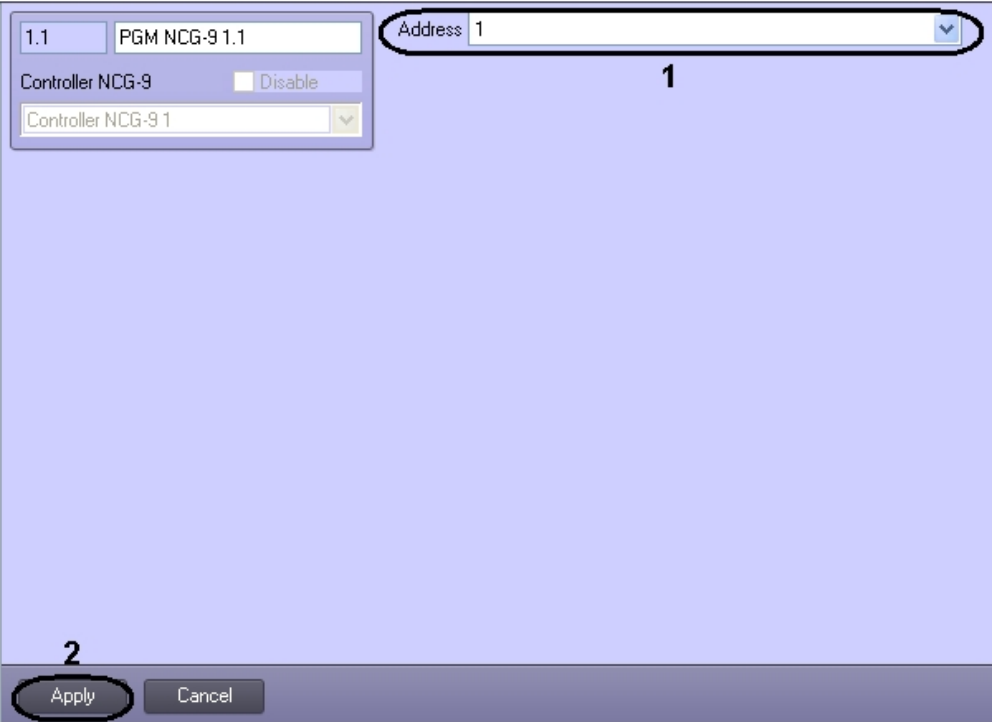 1.1 PGM NCG-9 1.1
Controller NCG-9 Disable
Controller NCG-9 1
Address 1
1
2
Apply Cancel